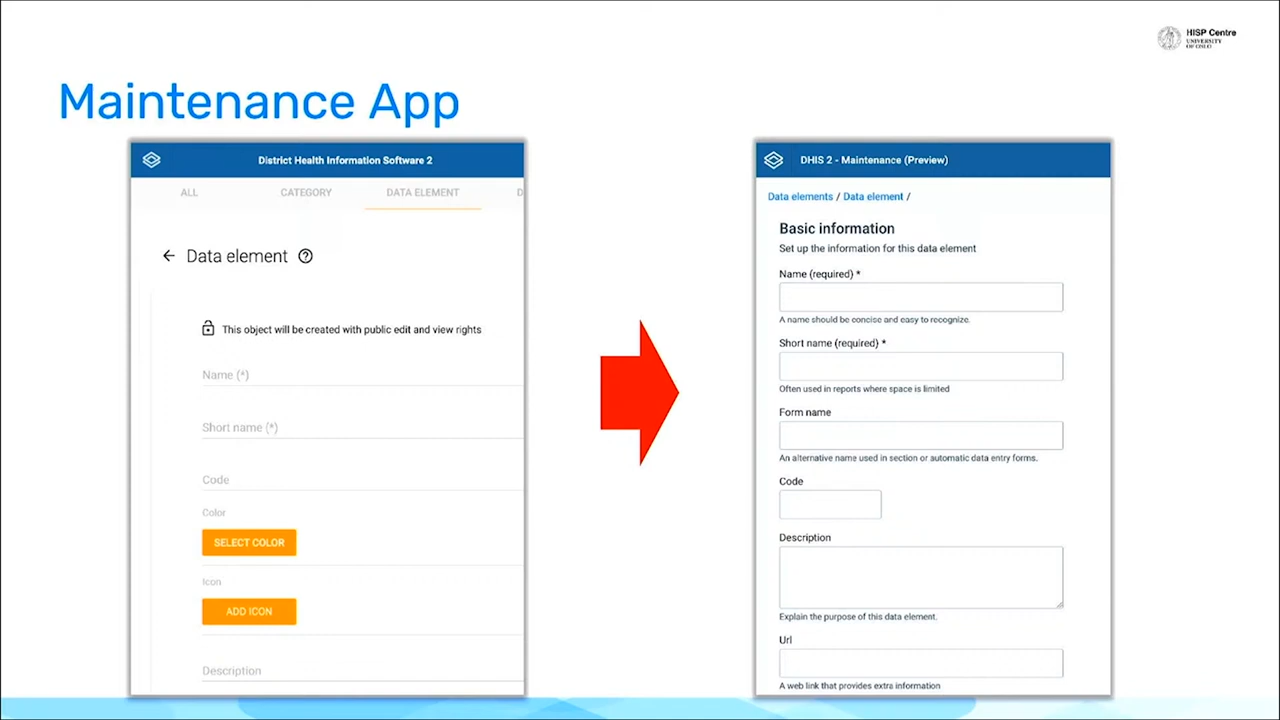 HISP Centre
UNIVERSITY
OF OSLO
Maintenance App
District Health Information Software 2
ALL CATEGORY DATA ELEMENT D
Data element
This object will be created with public edit and view rights
Name (*)
Short name (*)
Code
Color
SELECT COLOR
Icon
ADD ICON
Description
DHIS 2 - Maintenance (Preview)
Data elements / Data element /
Basic information
Set up the information for this data element
Name (required) *
A name should be concise and easy to recognize.
Short name (required) *
Often used in reports where space is limited
Form name
An alternative name used in section or automatic data entry forms.
Code
Description
Explain the purpose of this data element.
Url
A web link that provides extra information